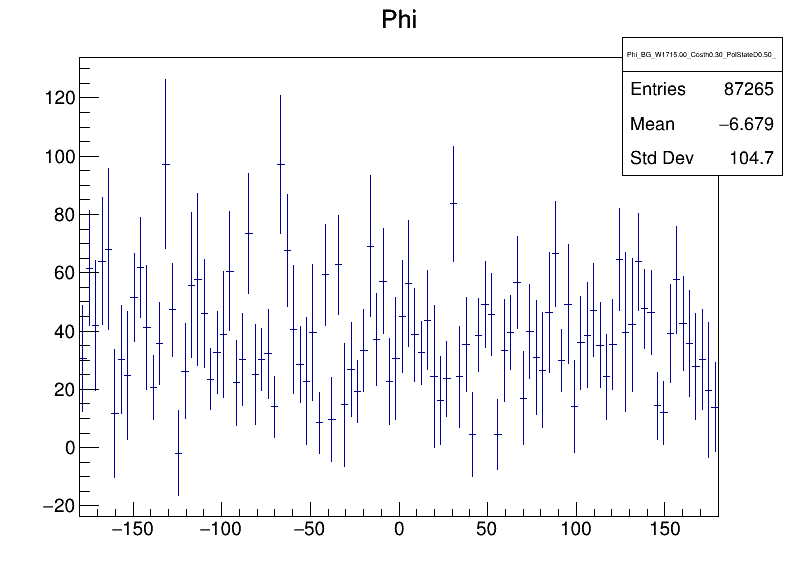 Phi
Phi_BG_W1715.00_Costh0.30_PolStateD0.50_
Entries 87265
Mean −6.679
Std Dev 104.7
120
100
80
60
40
20
0
−20
−150 −100 −50 0 50 100 150